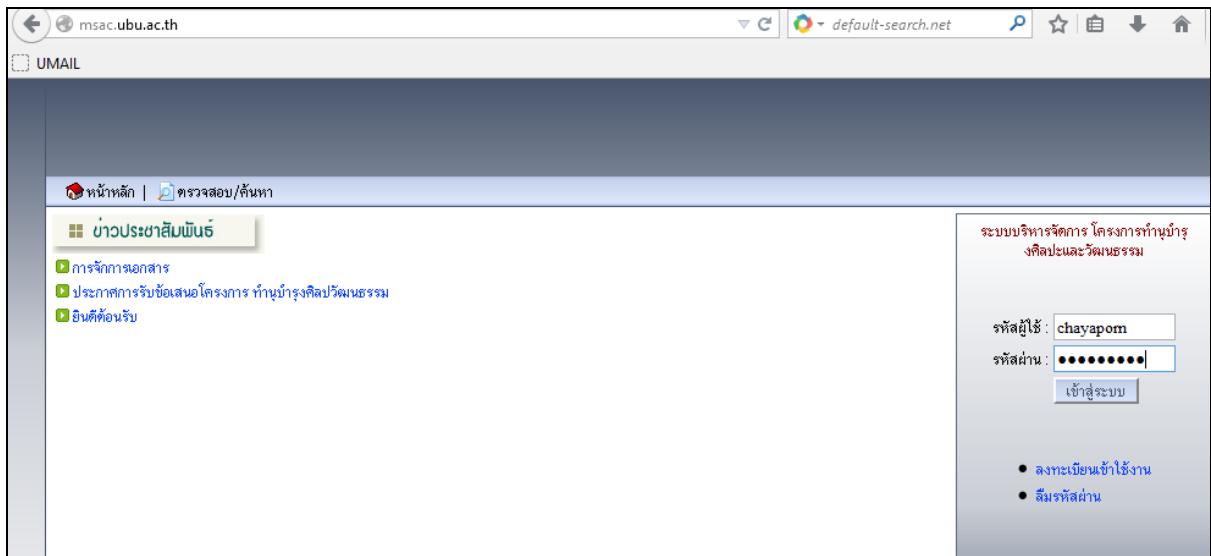 msac.ubu.ac.th
default-search.net
UMAIL
หน้าหลัก | ตรวจสอบ/ค้นหา
ข่าวประชาสัมพันธ์
การจัดการเอกสาร
ประกาศการรับข้อเสนอโครงการ ทำนุบำรุงศิลปวัฒนธรรม
ยินดีต้อนรับ
ระบบบริหารจัดการ โครงการทำนุบำรุ
งศิลปะและวัฒนธรรม
รหัสผู้ใช้ : chayaporn
รหัสผ่าน : ●●●●●●●●●
เข้าสู่ระบบ
ลงทะเบียนเข้าใช้งาน
ลืมรหัสผ่าน